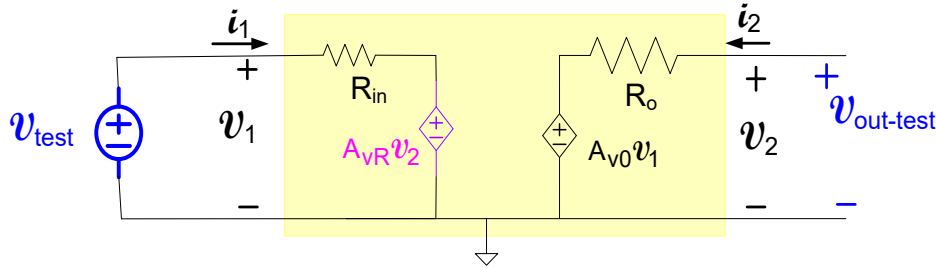 i1
i2
+
+
+
Rin
Ro
vtest
+
−
v1
AvRv2
+
−
+
−
Av0v1
v2
vout-test
−
−
−